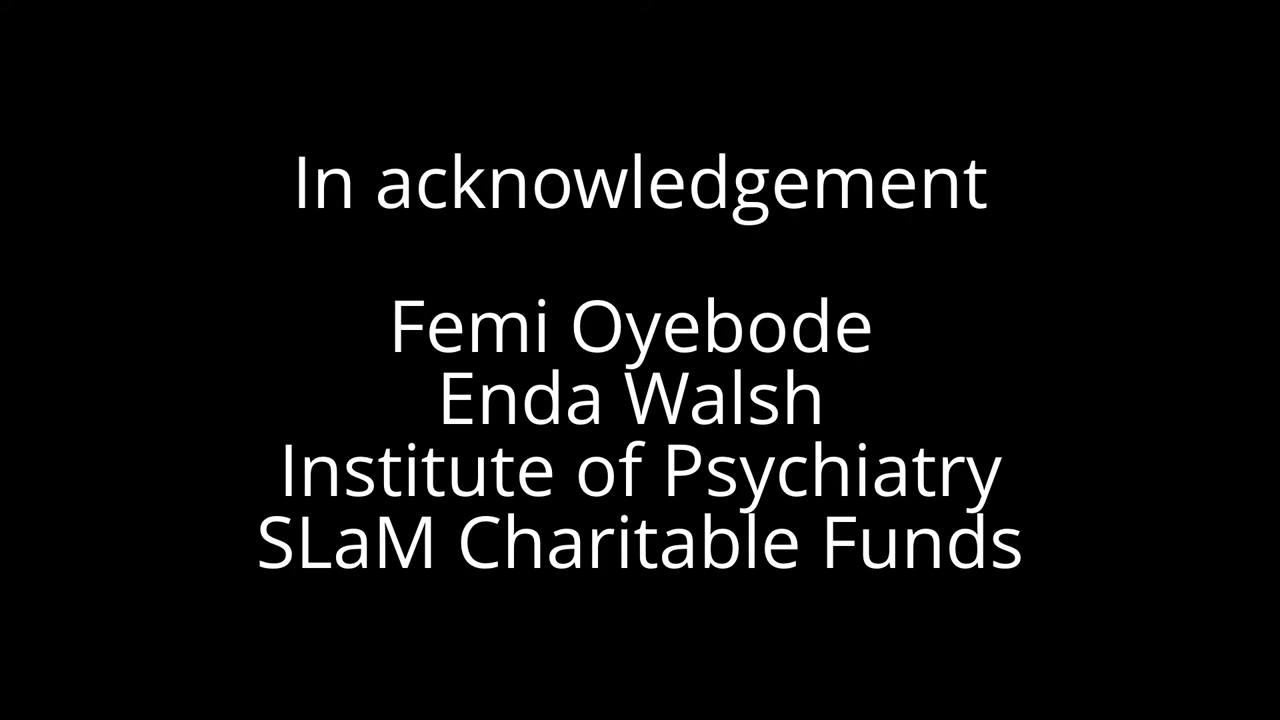 In acknowledgement
Femi Oyebode
Enda Walsh
Institute of Psychiatry
SLaM Charitable Funds